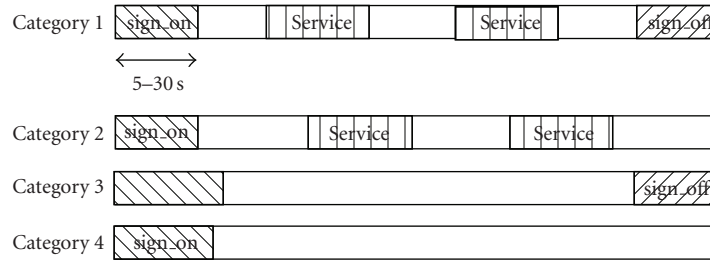 Category 1 sign_on Service Service sign_off
5–30 s
Category 2 sign_on Service Service
Category 3 sign_off
Category 4 sign_on